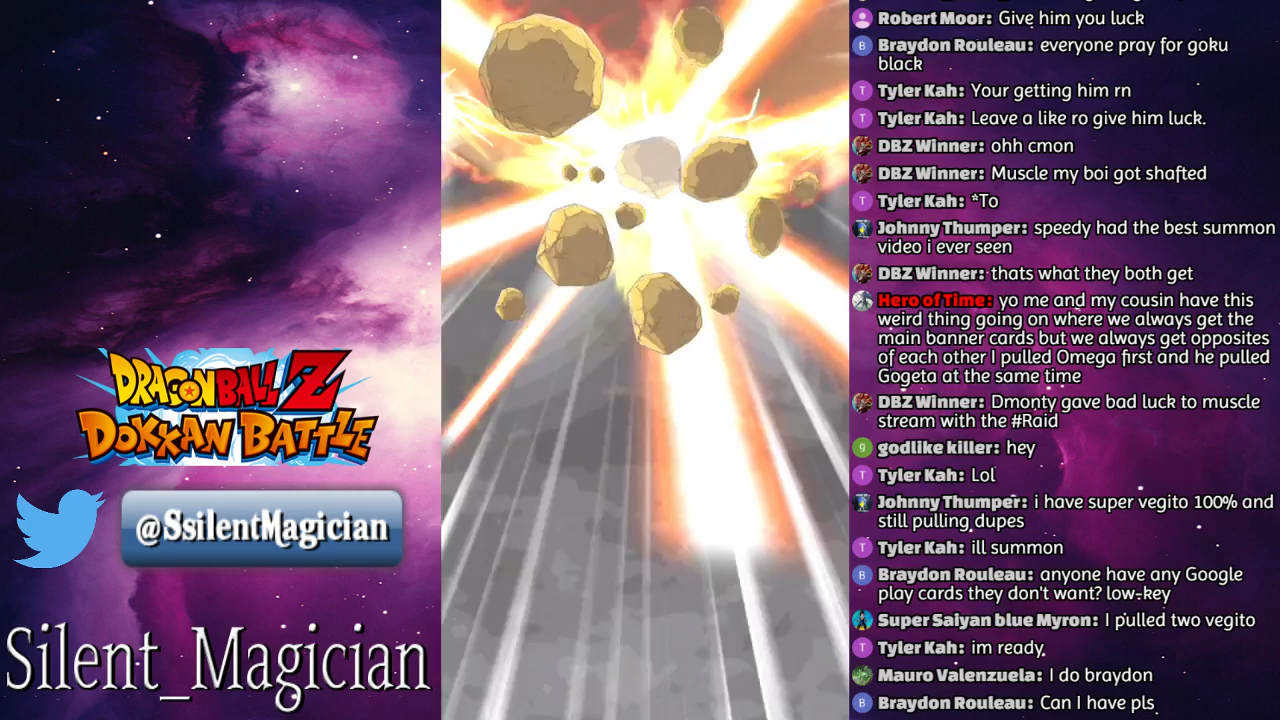 DRAGONBALL Z
DOKKAN BATTLE
@SsilentMagician
Silent_Magician
Robert Moor: Give him you luck
Braydon Rouleau: everyone pray for goku
black
Tyler Kah: Your getting him rn
Tyler Kah: Leave a like ro give him luck.
DBZ Winner: ohh cmon
DBZ Winner: Muscle my boi got shafted
Tyler Kah: *To
Johnny Thumper: speedy had the best summon
video i ever seen
DBZ Winner: thats what they both get
Hero of Time: yo me and my cousin have this
weird thing going on where we always get the
main banner cards but we always get opposites
of each other I pulled Omega first and he pulled
Gogeta at the same time
DBZ Winner: Dmonty gave bad luck to muscle
stream with the #Raid
g godlike killer: hey
T Tyler Kah: Lol
Johnny Thumper: i have super vegito 100% and
still pulling dupes
T Tyler Kah: ill summon
B Braydon Rouleau: anyone have any Google
play cards they don't want? low-key
Super Saiyan blue Myron: I pulled two vegito
T Tyler Kah: im ready,
Mauro Valenzuela: I do braydon
B Braydon Rouleau: Can I have pls